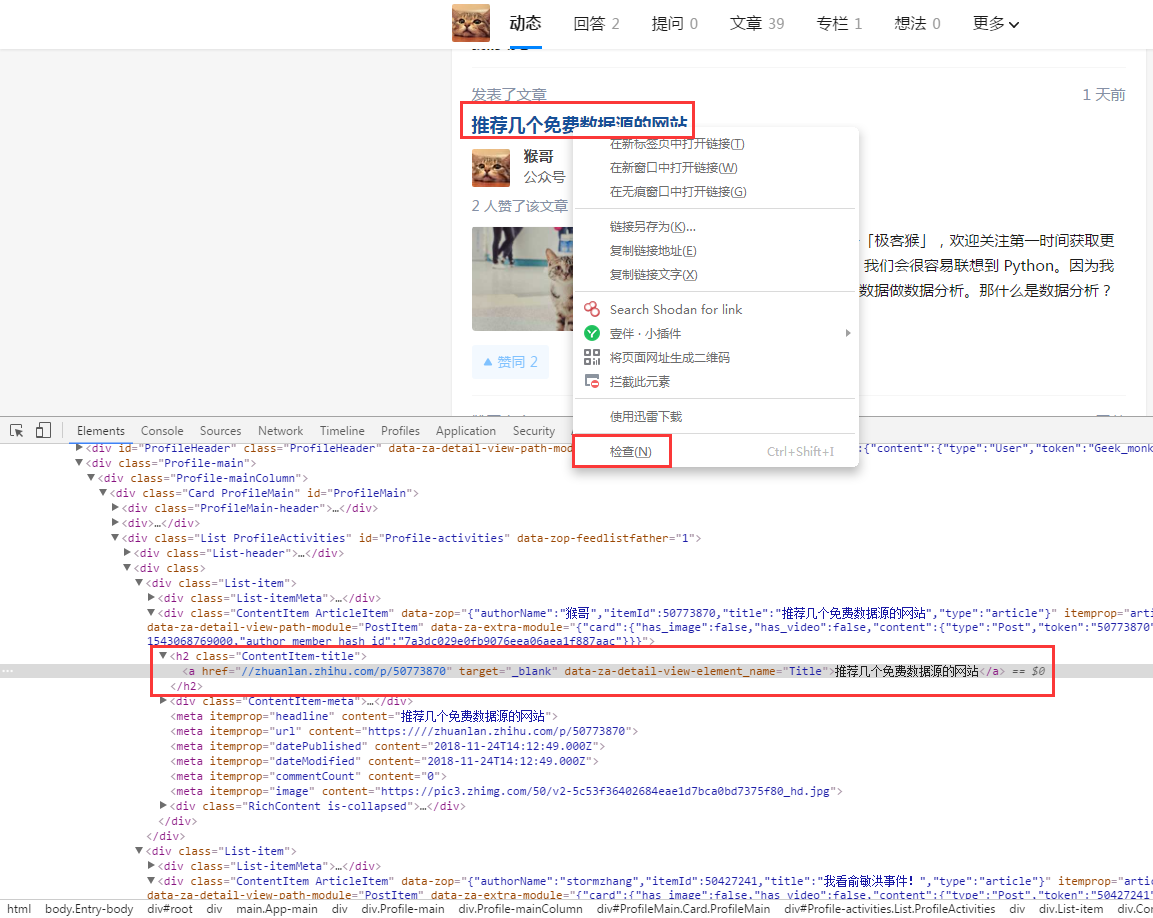 动态 回答 2 提问 0 文章 39 专栏 1 想法 0 更多
发表了文章 1 天前
推荐几个免费数据源的网站
猴哥
公众号
2 人赞了该文章
「极客猴」，欢迎关注第一时间获取更
我们会很容易联想到 Python。因为我
数据做数据分析。那什么是数据分析？
赞同 2
在新标签页中打开链接(T)
在新窗口中打开链接(W)
在无痕窗口中打开链接(G)
链接另存为(K)...
复制链接地址(E)
复制链接文字(X)
Search Shodan for link
壹伴 · 小插件
将页面网址生成二维码
拦截此元素
使用迅雷下载
检查(N) Ctrl+Shift+I
Elements Console Sources Network Timeline Profiles Application Security
<div id="ProfileHeader" class="ProfileHeader" data-za-detail-view-path-mod :{"content":{"type":"User","token":"Geek_monk
<div class="Profile-main">
<div class="Profile-mainColumn">
<div class="Card ProfileMain" id="ProfileMain">
<div class="ProfileMain-header">…</div>
<div>…</div>
<div class="List ProfileActivities" id="Profile-activities" data-zop-feedlistfather="1">
<div class="List-header">…</div>
<div class>
<div class="List-item">
<div class="List-itemMeta">…</div>
<div class="ContentItem ArticleItem" data-zop="{"authorName":"猴哥","itemId":50773870,"title":"推荐几个免费数据源的网站","type":"article"}" itemprop="artic
data-za-detail-view-path-module="PostItem" data-za-extra-module="{"card":{"has_image":false,"has_video":false,"content":{"type":"Post","token":"50773870"
1543068769000,"author_member_hash_id":"7a3dc029e0fb9076eea06aea1f887aac"}}}">
<h2 class="ContentItem-title">
<a href="//zhuanlan.zhihu.com/p/50773870" target="_blank" data-za-detail-view-element_name="Title">推荐几个免费数据源的网站</a> == $0
</h2>
<div class="ContentItem-meta">…</div>
<meta itemprop="headline" content="推荐几个免费数据源的网站">
<meta itemprop="url" content="https:////zhuanlan.zhihu.com/p/50773870">
<meta itemprop="datePublished" content="2018-11-24T14:12:49.000Z">
<meta itemprop="dateModified" content="2018-11-24T14:12:49.000Z">
<meta itemprop="commentCount" content="0">
<meta itemprop="image" content="https://pic3.zhimg.com/50/v2-5c53f36402684eae1d7bca0bd7375f80_hd.jpg">
<div class="RichContent is-collapsed">…</div>
</div>
</div>
<div class="List-item">
<div class="List-itemMeta">…</div>
<div class="ContentItem ArticleItem" data-zop="{"authorName":"stormzhang","itemId":50427241,"title":"我看俞敏洪事件！","type":"article"}" itemprop="artic
data-za-detail-view-path-module="PostItem" data-za-extra-module="{"card":{"has_image":false,"has_video":false,"content":{"type":"Post","token":"50427241"
html body.Entry-body div#root div main.App-main div div.Profile-main div.Profile-mainColumn div#ProfileMain.Card.ProfileMain div#Profile-activities.List.ProfileActivities div div.List-item div.Con